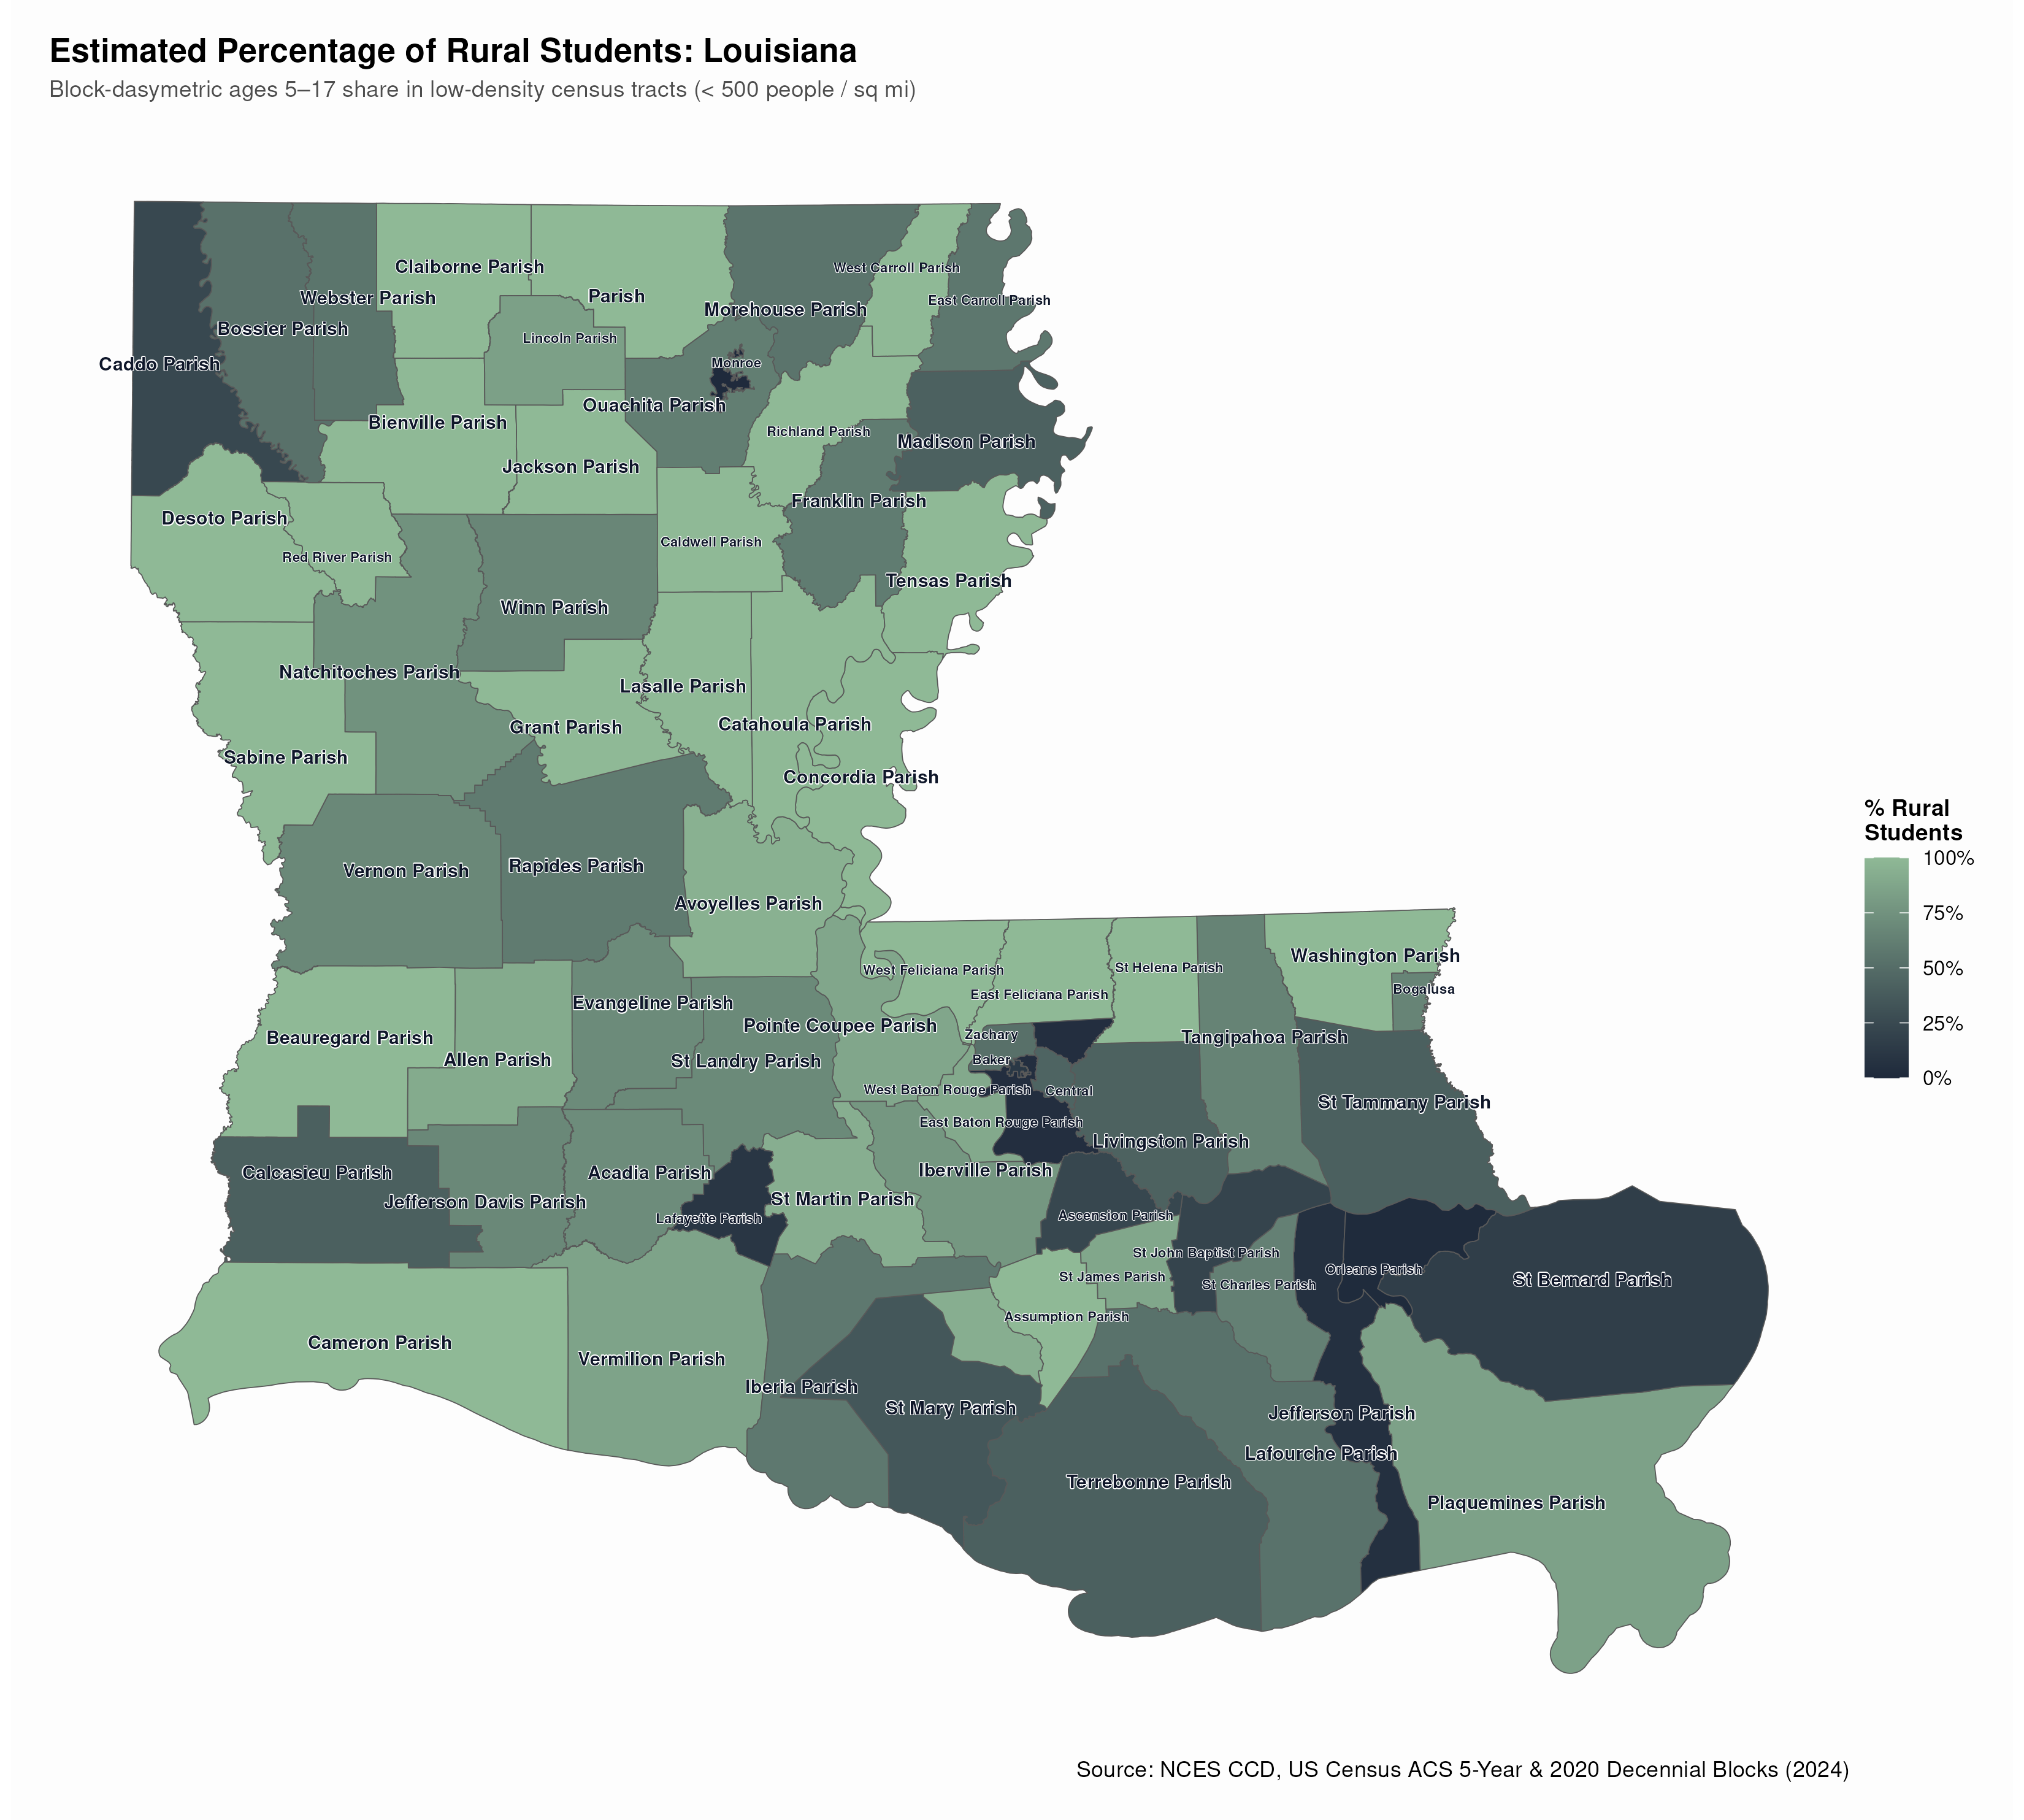 Estimated Percentage of Rural Students: Louisiana
Block-dasymetric ages 5–17 share in low-density census tracts (< 500 people / sq mi)
Claiborne Parish
West Carroll Parish
Webster Parish
Parish
East Carroll Parish
Morehouse Parish
Bossier Parish
Lincoln Parish
Caddo Parish
Monroe
Ouachita Parish
Bienville Parish
Richland Parish
Madison Parish
Jackson Parish
Franklin Parish
Desoto Parish
Caldwell Parish
Red River Parish
Tensas Parish
Winn Parish
Natchitoches Parish
Lasalle Parish
Catahoula Parish
Grant Parish
Sabine Parish
Concordia Parish
Vernon Parish
Rapides Parish
Avoyelles Parish
Washington Parish
West Feliciana Parish
St Helena Parish
Bogalusa
East Feliciana Parish
Evangeline Parish
Pointe Coupee Parish
Zachary
Beauregard Parish
Tangipahoa Parish
Allen Parish
St Landry Parish
Baker
West Baton Rouge Parish
Central
St Tammany Parish
East Baton Rouge Parish
Livingston Parish
Calcasieu Parish
Acadia Parish
Iberville Parish
Jefferson Davis Parish
St Martin Parish
Lafayette Parish
Ascension Parish
St John Baptist Parish
Orleans Parish
St James Parish
St Charles Parish
St Bernard Parish
Assumption Parish
Cameron Parish
Vermilion Parish
Iberia Parish
St Mary Parish
Jefferson Parish
Lafourche Parish
Terrebonne Parish
Plaquemines Parish
% Rural
Students
100%
75%
50%
25%
0%
Source: NCES CCD, US Census ACS 5-Year & 2020 Decennial Blocks (2024)